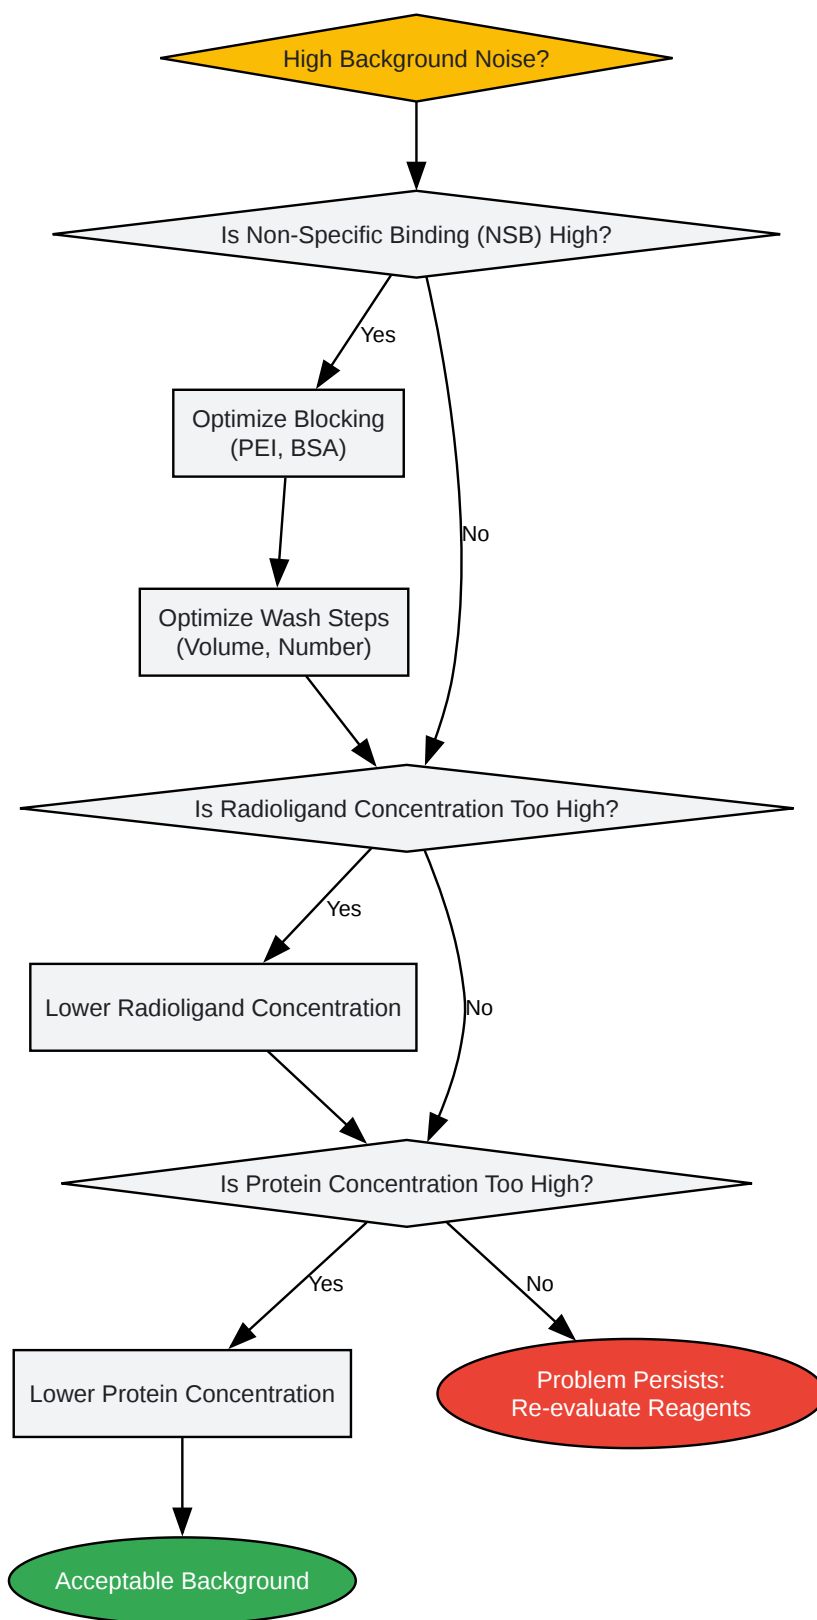 High Background Noise?
Is Non-Specific Binding (NSB) High?
Yes
Optimize Blocking
(PEI, BSA)
No
Optimize Wash Steps
(Volume, Number)
Is Radioligand Concentration Too High?
Yes
Lower Radioligand Concentration
No
Is Protein Concentration Too High?
Yes
No
Lower Protein Concentration
Problem Persists:
Re-evaluate Reagents
Acceptable Background